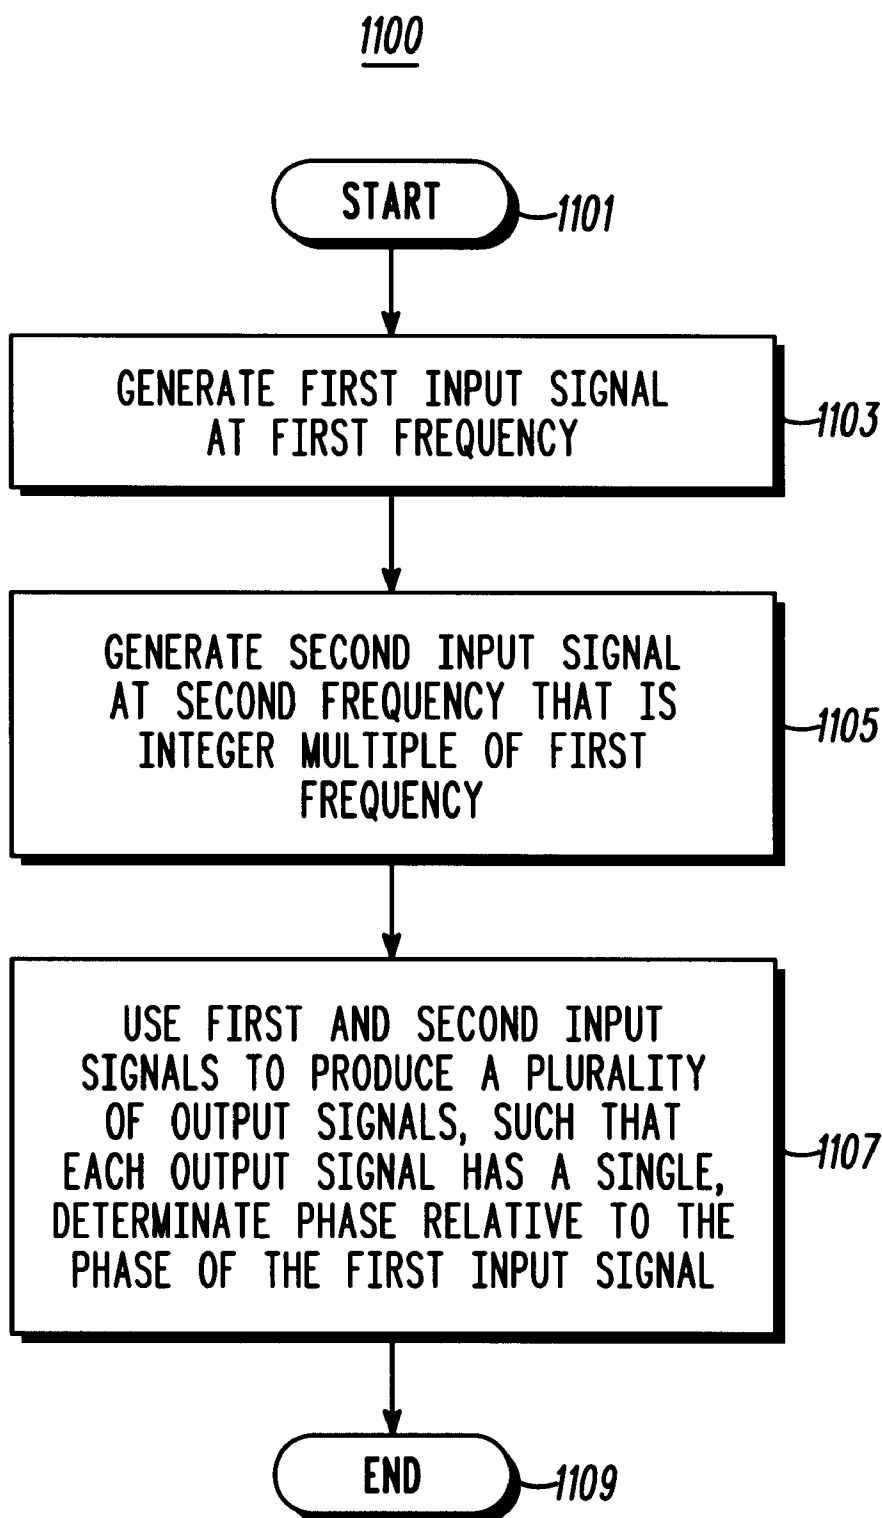 1100
START
1101
GENERATE FIRST INPUT SIGNAL
AT FIRST FREQUENCY
1103
GENERATE SECOND INPUT SIGNAL
AT SECOND FREQUENCY THAT IS
INTEGER MULTIPLE OF FIRST
FREQUENCY
1105
USE FIRST AND SECOND INPUT
SIGNALS TO PRODUCE A PLURALITY
OF OUTPUT SIGNALS, SUCH THAT
EACH OUTPUT SIGNAL HAS A SINGLE,
DETERMINATE PHASE RELATIVE TO THE
PHASE OF THE FIRST INPUT SIGNAL
1107
END
1109